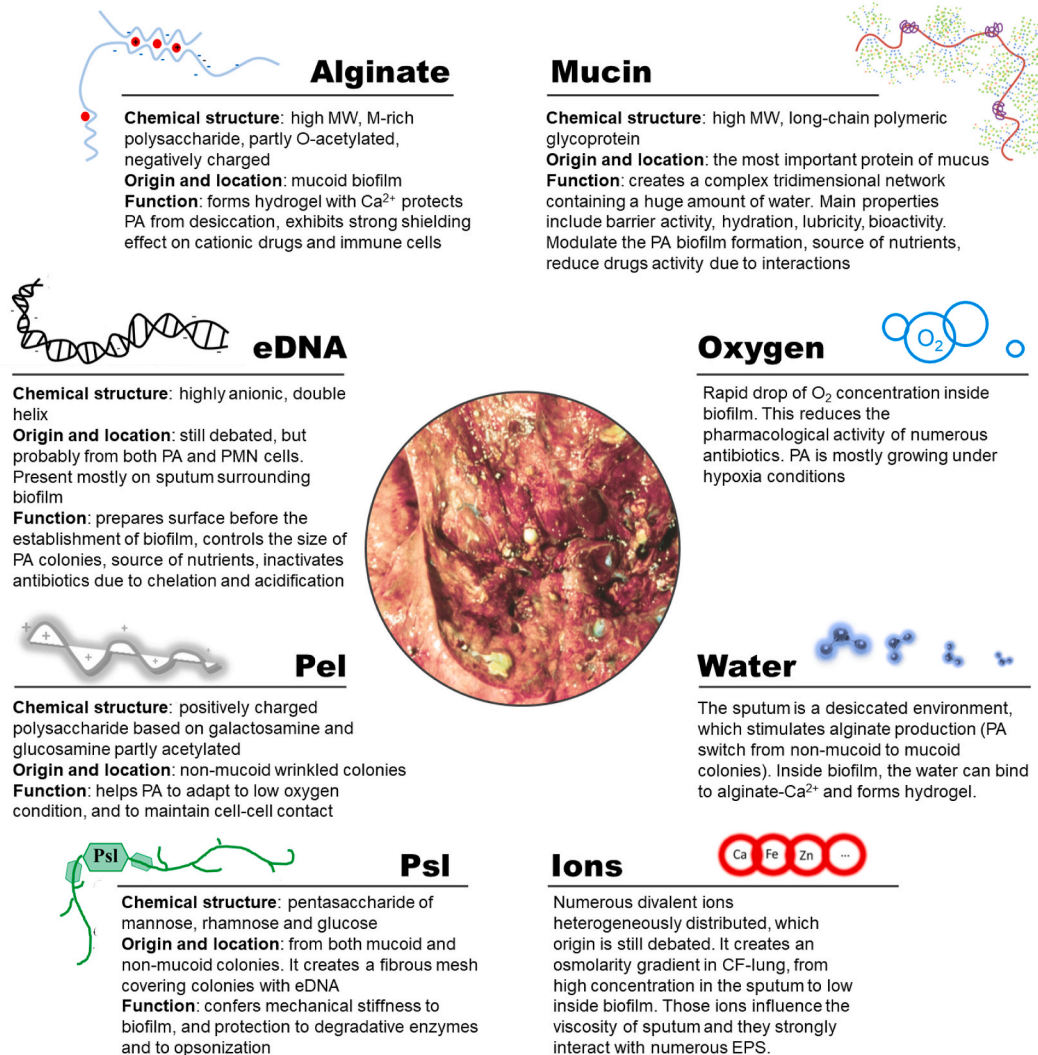 Alginate
Chemical structure: high MW, M-rich
polysaccharide, partly O-acetylated,
negatively charged
Origin and location: mucoid biofilm
Function: forms hydrogel with Ca²⁺ protects
PA from desiccation, exhibits strong shielding
effect on cationic drugs and immune cells
Mucin
Chemical structure: high MW, long-chain polymeric
glycoprotein
Origin and location: the most important protein of mucus
Function: creates a complex tridimensional network
containing a huge amount of water. Main properties
include barrier activity, hydration, lubricity, bioactivity.
Modulate the PA biofilm formation, source of nutrients,
reduce drugs activity due to interactions
eDNA
Chemical structure: highly anionic, double
helix
Origin and location: still debated, but
probably from both PA and PMN cells.
Present mostly on sputum surrounding
biofilm
Function: prepares surface before the
establishment of biofilm, controls the size of
PA colonies, source of nutrients, inactivates
antibiotics due to chelation and acidification
Oxygen
O₂
Rapid drop of O₂ concentration inside
biofilm. This reduces the
pharmacological activity of numerous
antibiotics. PA is mostly growing under
hypoxia conditions
Pel
Chemical structure: positively charged
polysaccharide based on galactosamine and
glucosamine partly acetylated
Origin and location: non-mucoid wrinkled colonies
Function: helps PA to adapt to low oxygen
condition, and to maintain cell-cell contact
Water
The sputum is a desiccated environment,
which stimulates alginate production (PA
switch from non-mucoid to mucoid
colonies). Inside biofilm, the water can bind
to alginate-Ca²⁺ and forms hydrogel.
Psl
Psl
Chemical structure: pentasaccharide of
mannose, rhamnose and glucose
Origin and location: from both mucoid and
non-mucoid colonies. It creates a fibrous mesh
covering colonies with eDNA
Function: confers mechanical stiffness to
biofilm, and protection to degradative enzymes
and to opsonization
Ions
Ca Fe Zn ...
Numerous divalent ions
heterogeneously distributed, which
origin is still debated. It creates an
osmolarity gradient in CF-lung, from
high concentration in the sputum to low
inside biofilm. Those ions influence the
viscosity of sputum and they strongly
interact with numerous EPS.